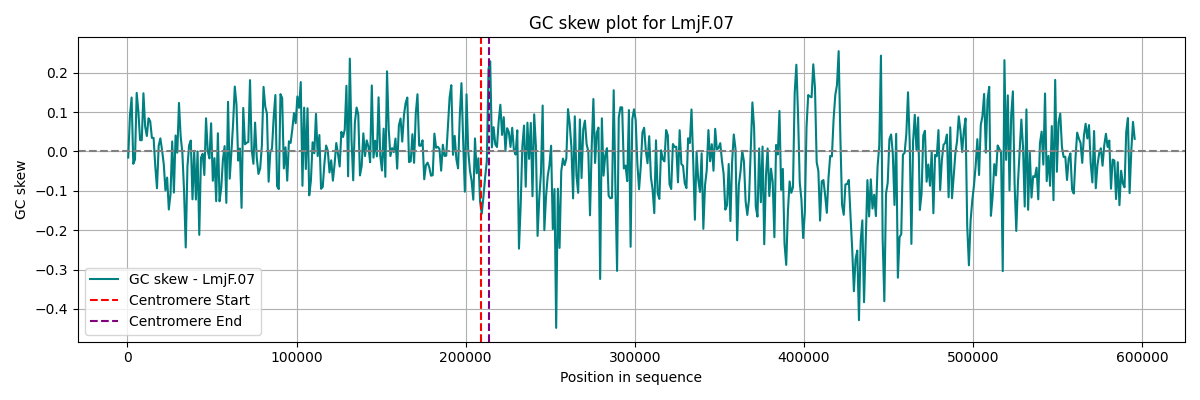 GC skew plot for LmjF.07
GC skew
0.2
0.1
0.0
−0.1
−0.2
−0.3
−0.4
GC skew - LmjF.07
Centromere Start
Centromere End
0 100000 200000 300000 400000 500000 600000
Position in sequence